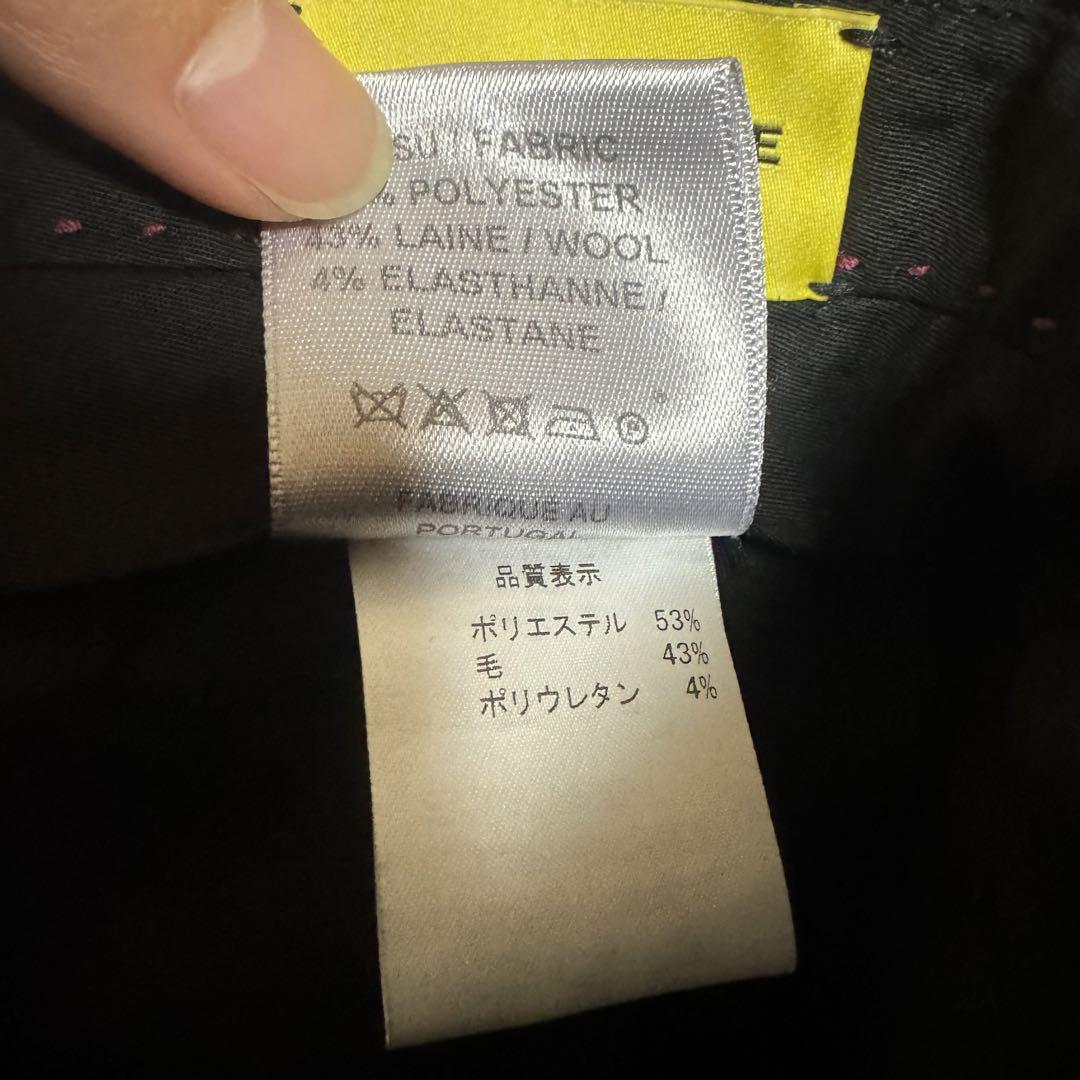 E
SU / FABRIC
% POLYESTER
43% LAINE / WOOL
4% ELASTHANNE /
ELASTANE
P
FABRIQUE AU
PORTUGAL
品質表示
ポリエステル 53%
毛 43%
ポリウレタン 4%